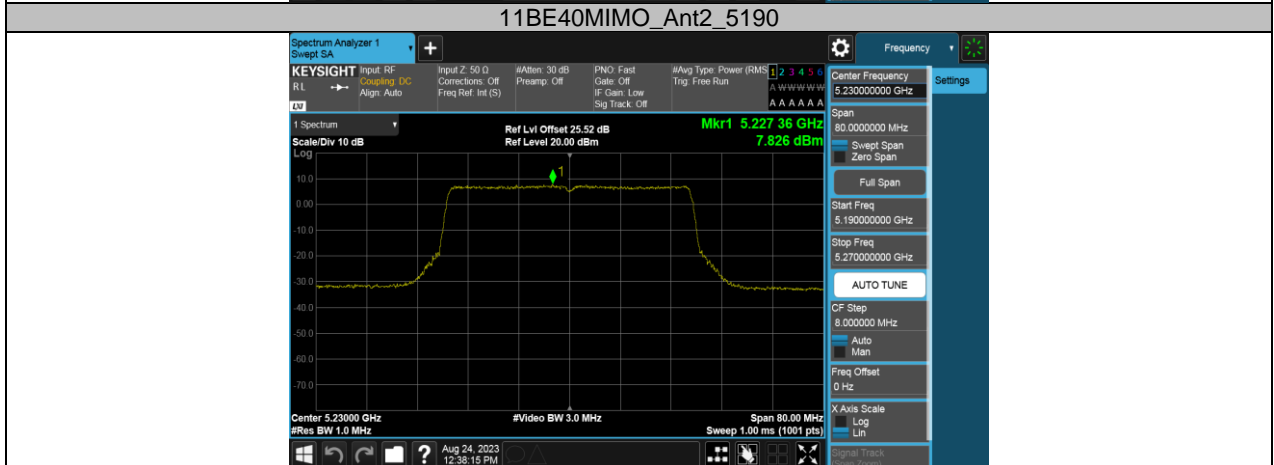 11BE40MIMO_Ant2_5190
Spectrum Analyzer 1
Swept SA
+
Frequency
KEYSIGHT
Input: RF
Input Z: 50 Ω
#Atten: 30 dB
PNO: Fast
#Avg Type: Power (RMS
1 2 3 4 5 6
RL
Coupling: DC
Corrections: Off
Preamp: Off
Gate: Off
Trig: Free Run
A W W W W W
Align: Auto
Freq Ref: Int (S)
IF Gain: Low
Sig Track: Off
A A A A A A
LXI
1 Spectrum
Ref Lvl Offset 25.52 dB
Mkr1 5.227 36 GHz
Scale/Div 10 dB
Ref Level 20.00 dBm
7.826 dBm
Log
1
10.0
0.00
-10.0
-20.0
-30.0
-40.0
-50.0
-60.0
-70.0
Center 5.23000 GHz
#Video BW 3.0 MHz
Span 80.00 MHz
#Res BW 1.0 MHz
Sweep 1.00 ms (1001 pts)
?
Aug 24, 2023
12:38:15 PM
Center Frequency
5.230000000 GHz
Settings
Span
80.0000000 MHz
Swept Span
Zero Span
Full Span
Start Freq
5.190000000 GHz
Stop Freq
5.270000000 GHz
AUTO TUNE
CF Step
8.000000 MHz
Auto
Man
Freq Offset
0 Hz
X Axis Scale
Log
Lin
Signal Track